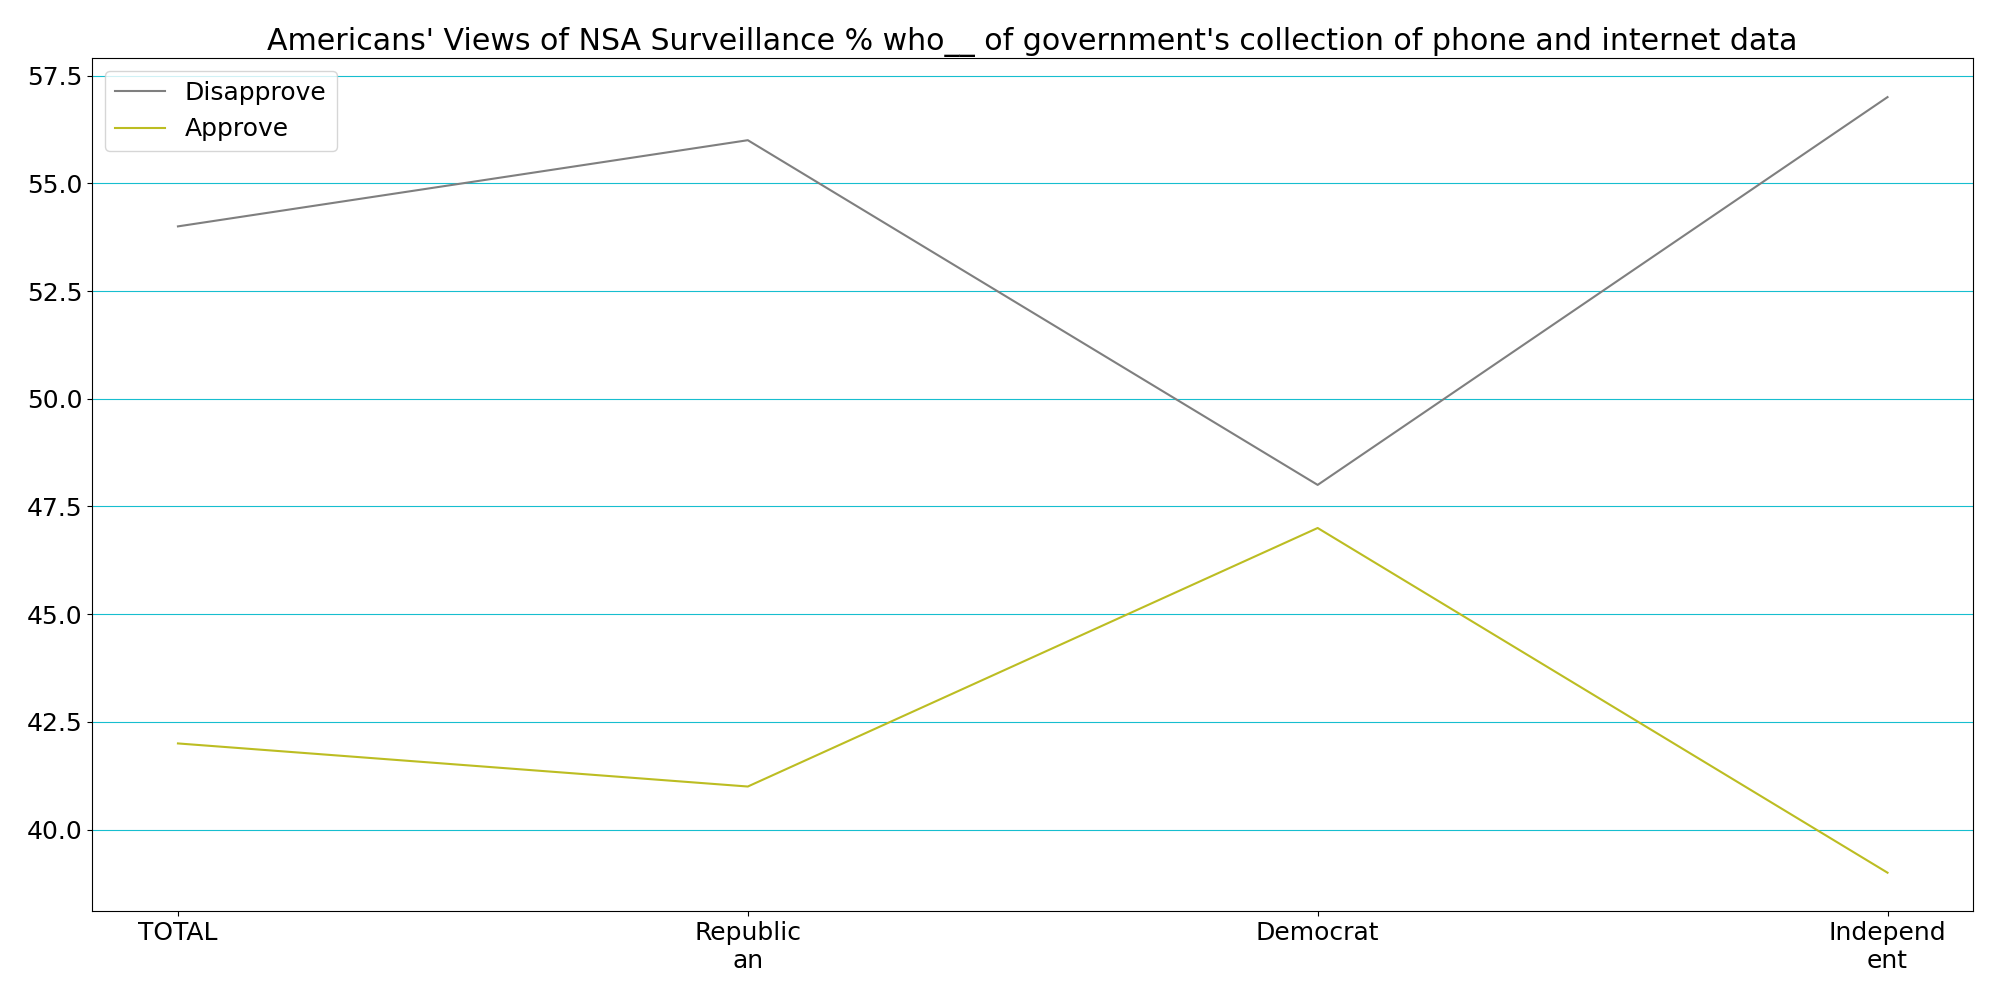 Americans' Views of NSA Surveillance % who__ of government's collection of phone and internet data
Disapprove
Approve
57.5
55.0
52.5
50.0
47.5
45.0
42.5
40.0
TOTAL
Republic
an
Democrat
Independ
ent